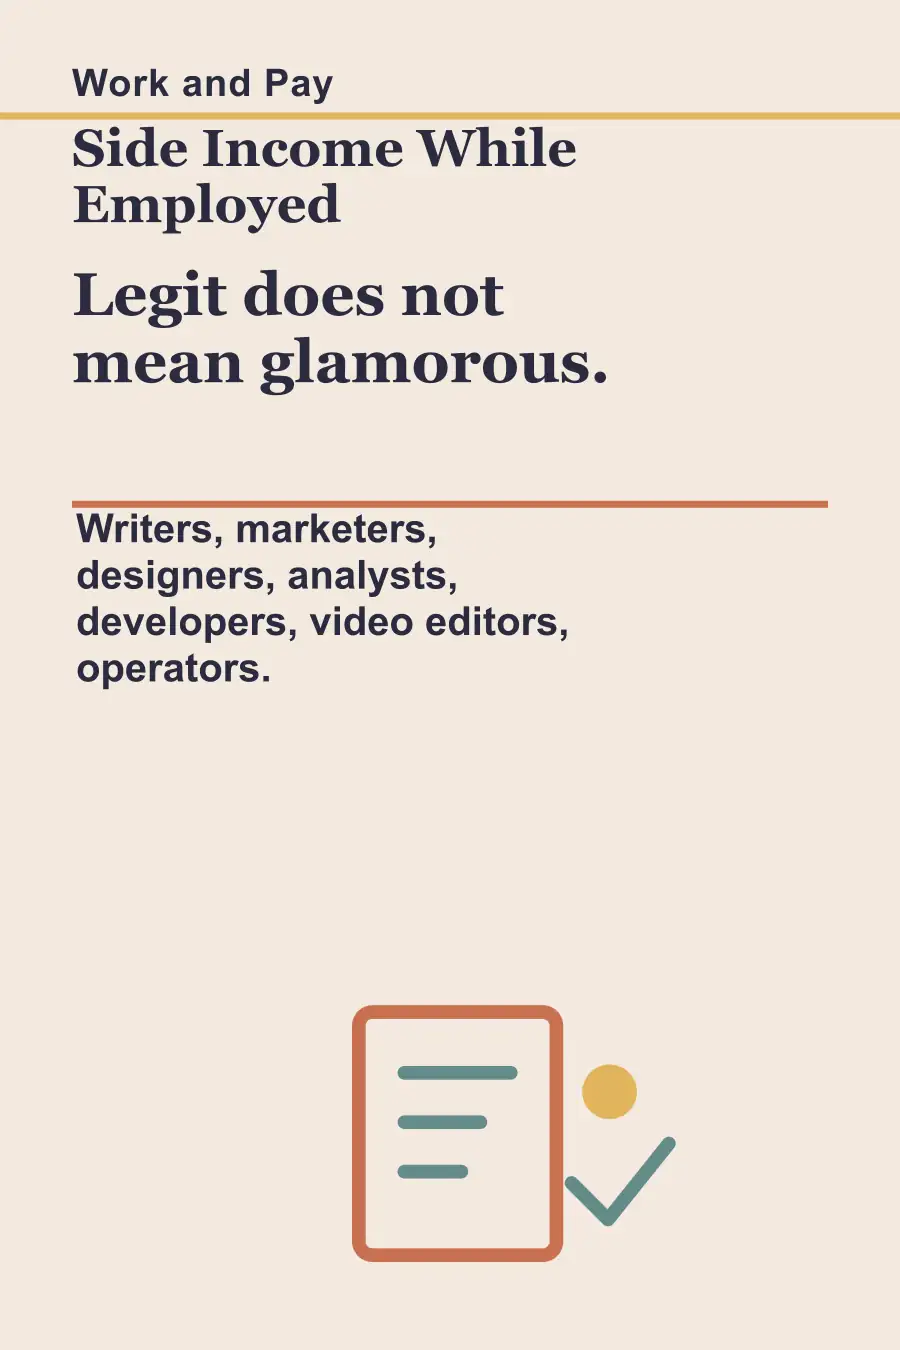 Work and Pay
Side Income While
Employed
Legit does not
mean glamorous.
Writers, marketers,
designers, analysts,
developers, video editors,
operators.